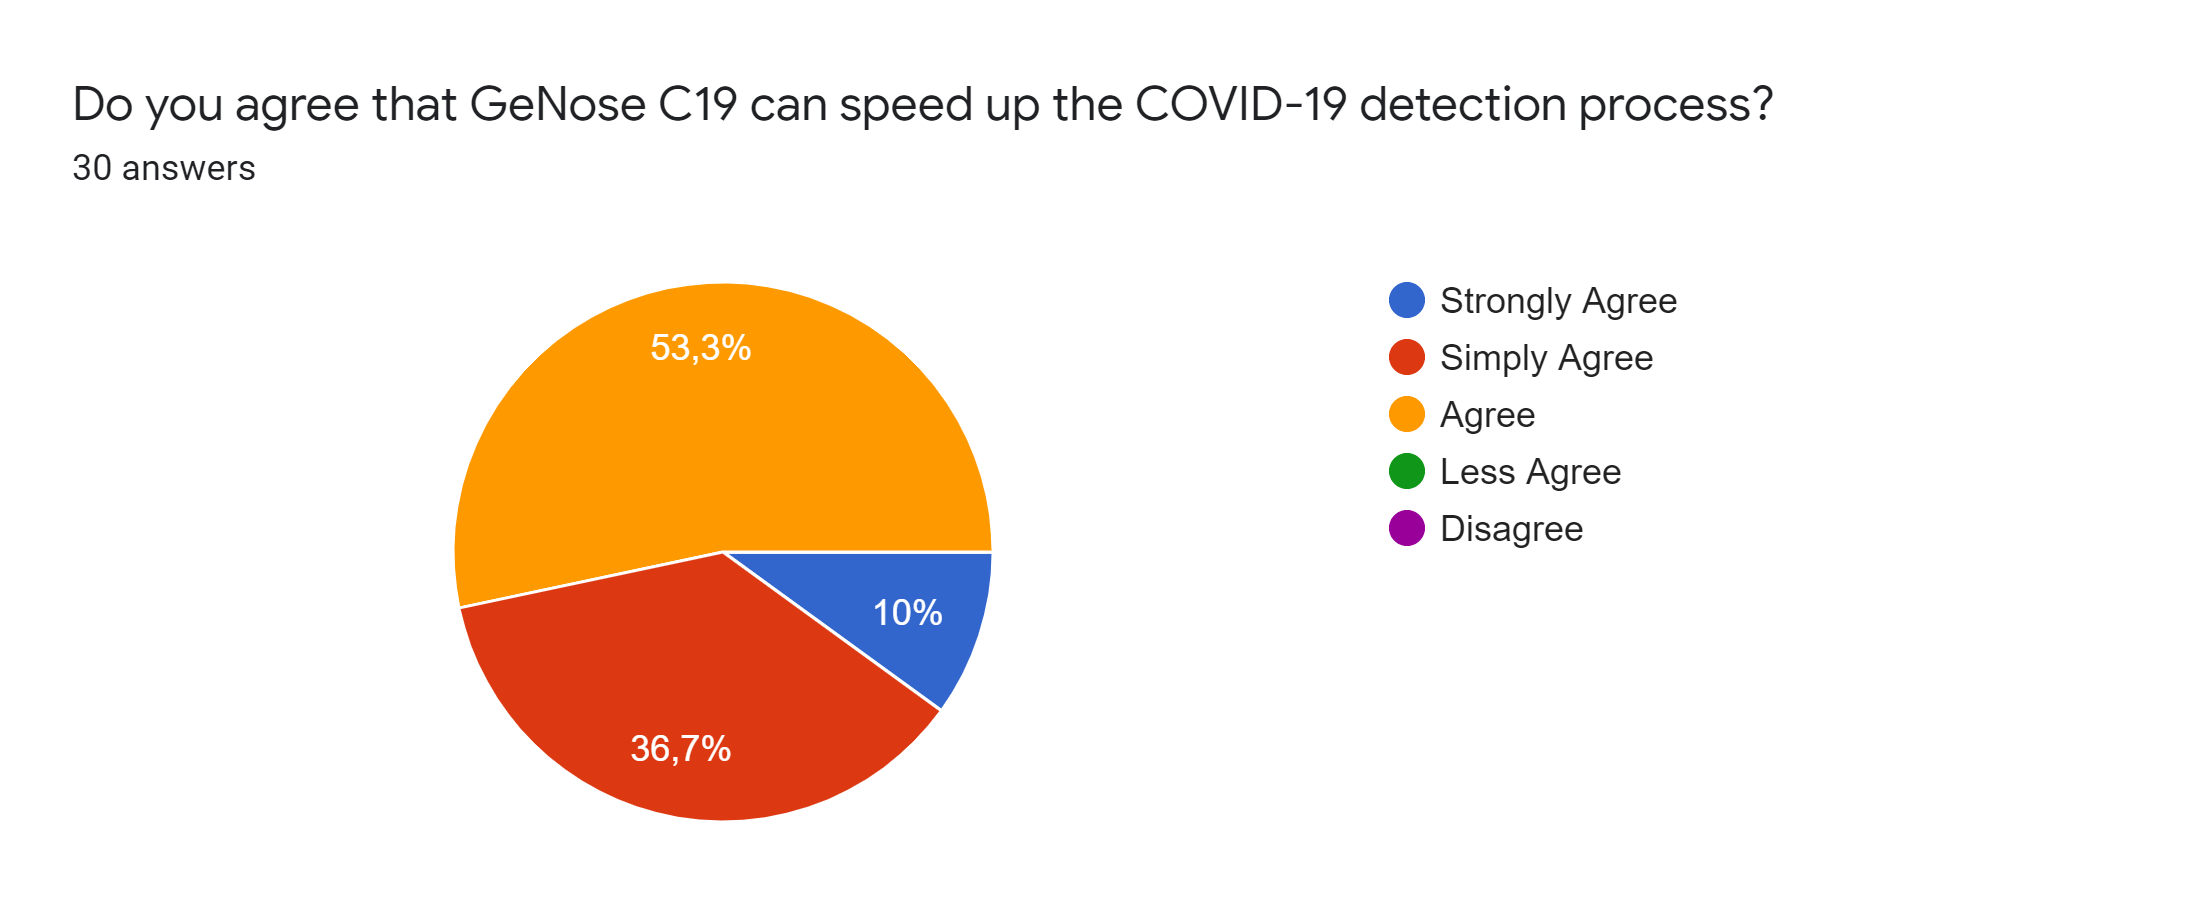 Do you agree that GeNose C19 can speed up the COVID-19 detection process?
30 answers
53,3%
10%
36,7%
Strongly Agree
Simply Agree
Agree
Less Agree
Disagree